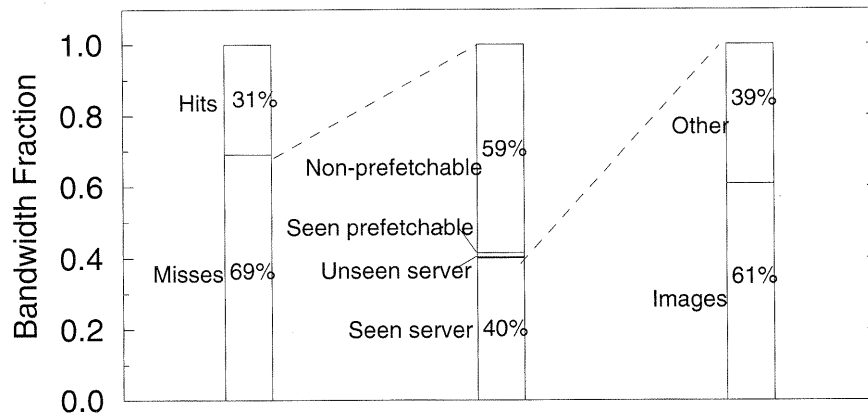 Bandwidth Fraction
1.0
0.8
0.6
0.4
0.2
0.0
Hits 31%
Misses 69%
Non-prefetchable 59%
Seen prefetchable
Unseen server
Seen server 40%
Other 39%
Images 61%